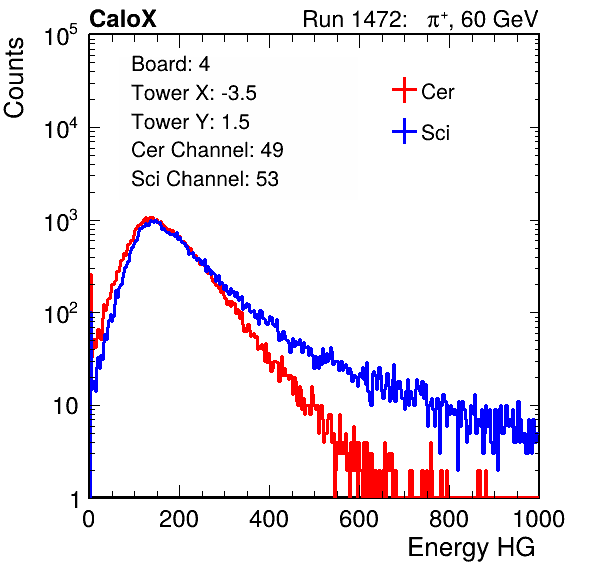 CaloX Run 1472: π⁺, 60 GeV
Counts
10⁵
10⁴
10³
10²
10
1
Board: 4
Tower X: -3.5
Tower Y: 1.5
Cer Channel: 49
Sci Channel: 53
Cer
Sci
0 200 400 600 800 1000
Energy HG